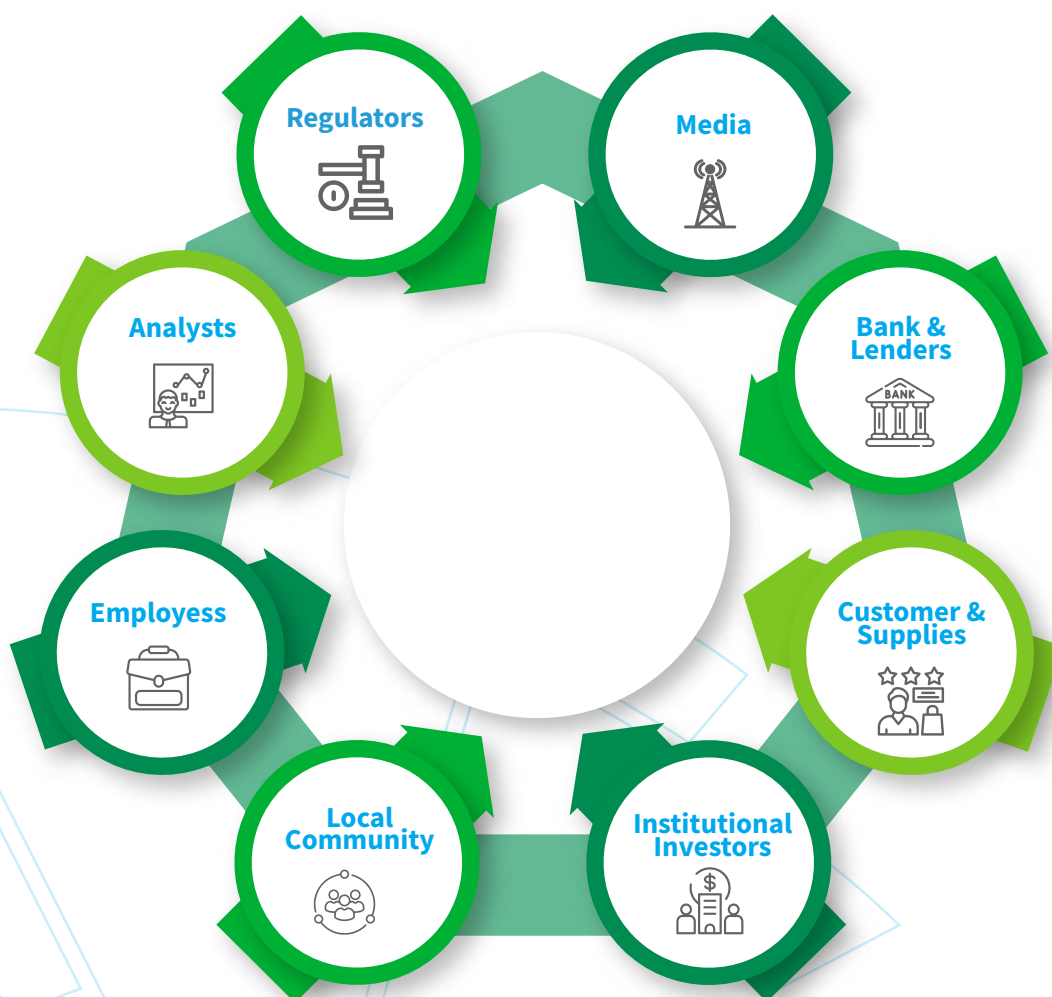 Regulators
Media
Analysts
Bank &
Lenders
BANK
Employess
Customer &
Supplies
Local
Community
Institutional
Investors
$